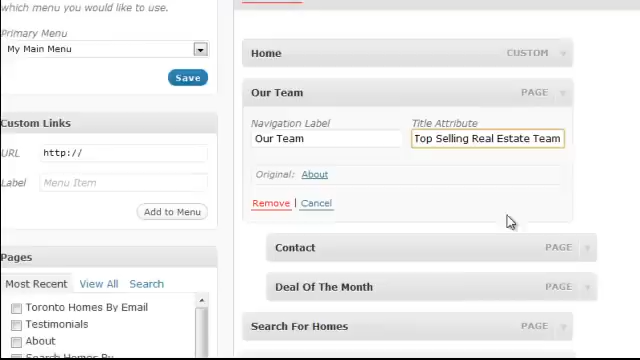 which menu you would like to use.
Primary Menu
My Main Menu
Save
Custom Links
URL http://
Label Menu Item
Add to Menu
Pages
Most Recent View All Search
Toronto Homes By Email
Testimonials
About
Search Homes By
Home CUSTOM
Our Team PAGE
Navigation Label Title Attribute
Our Team Top Selling Real Estate Team
Original: About
Remove | Cancel
Contact PAGE
Deal Of The Month PAGE
Search For Homes PAGE